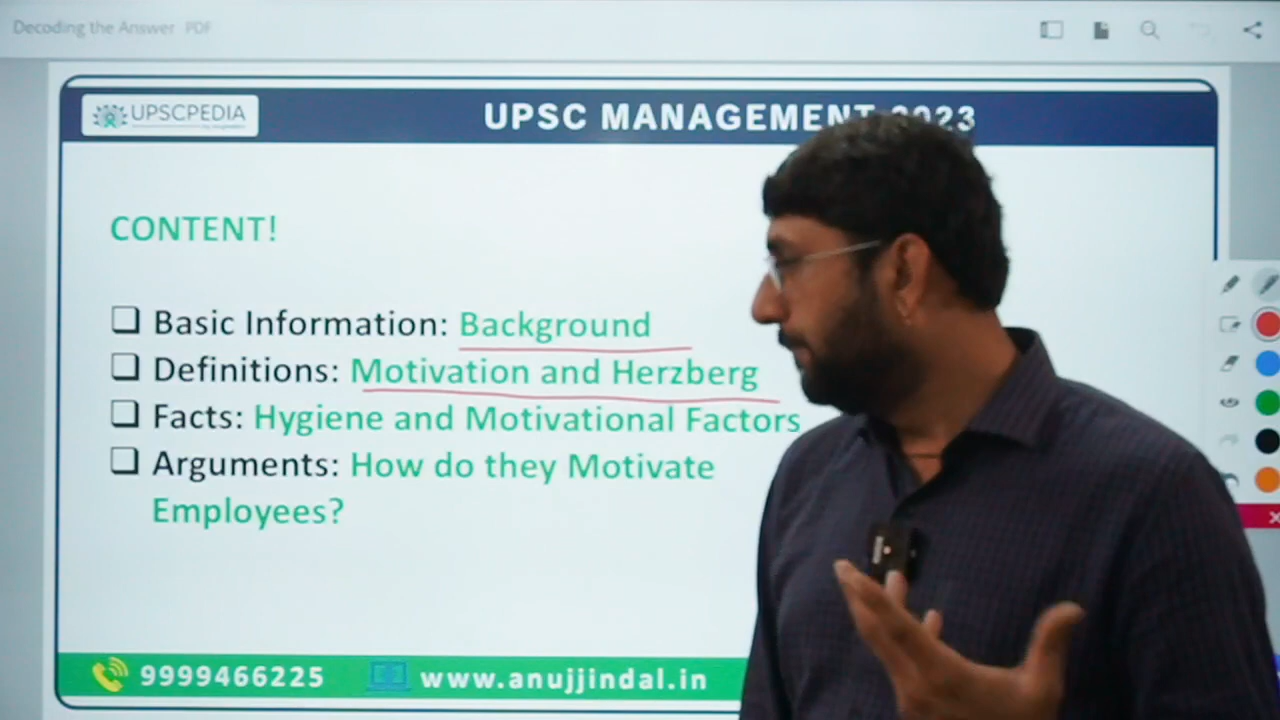 Decoding the Answer PDF
UPSCPEDIA
UPSC MANAGEMENT 2023
CONTENT!
Basic Information: Background
Definitions: Motivation and Herzberg
Facts: Hygiene and Motivational Factors
Arguments: How do they Motivate
Employees?
9999466225 www.anujjindal.in